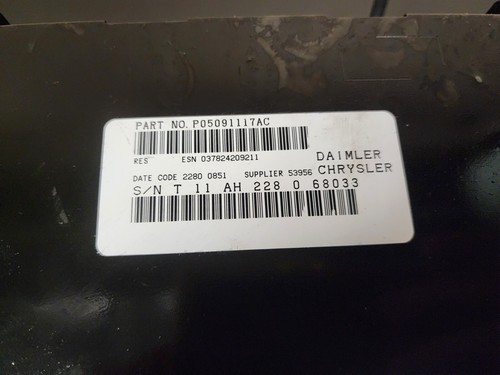 PART NO. P05091117AC
RES ESN 037824209211
DAIMLER
CHRYSLER
DATE CODE 2280 0851 SUPPLIER 53956
S/N T 11 AH 228 0 68033